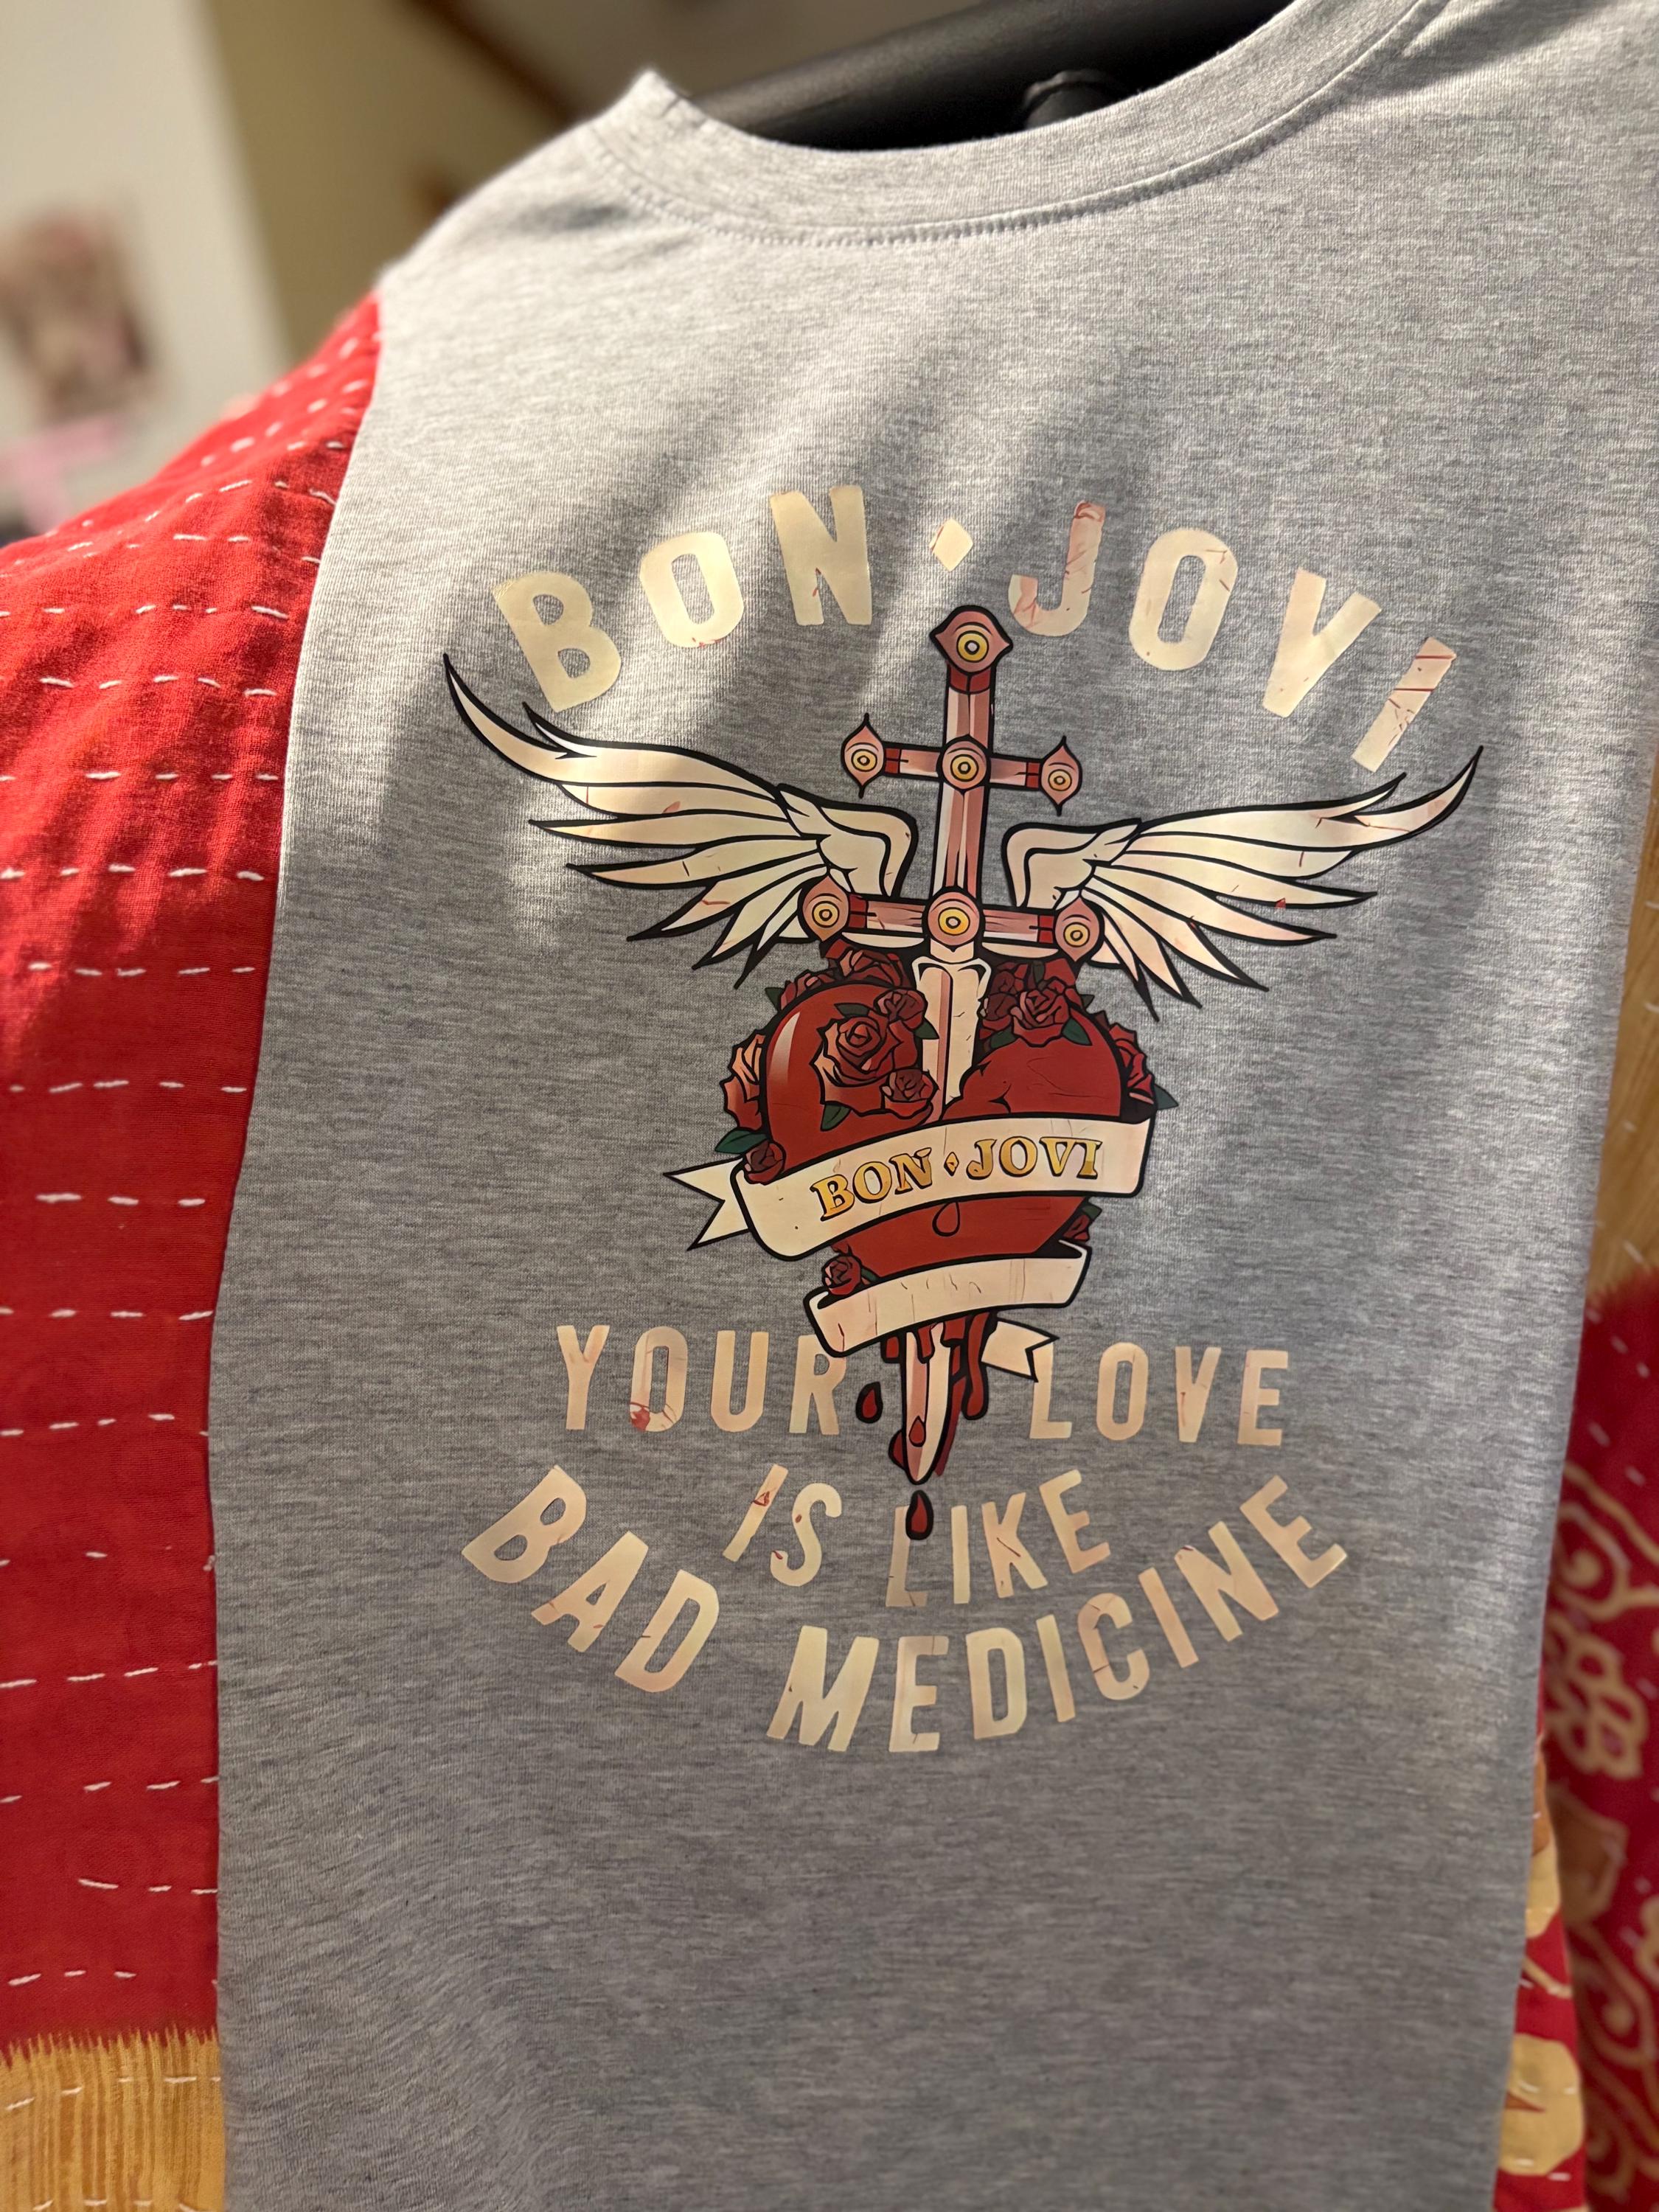 BON · JOVI
BON · JOVI
YOUR LOVE
IS LIKE
BAD MEDICINE